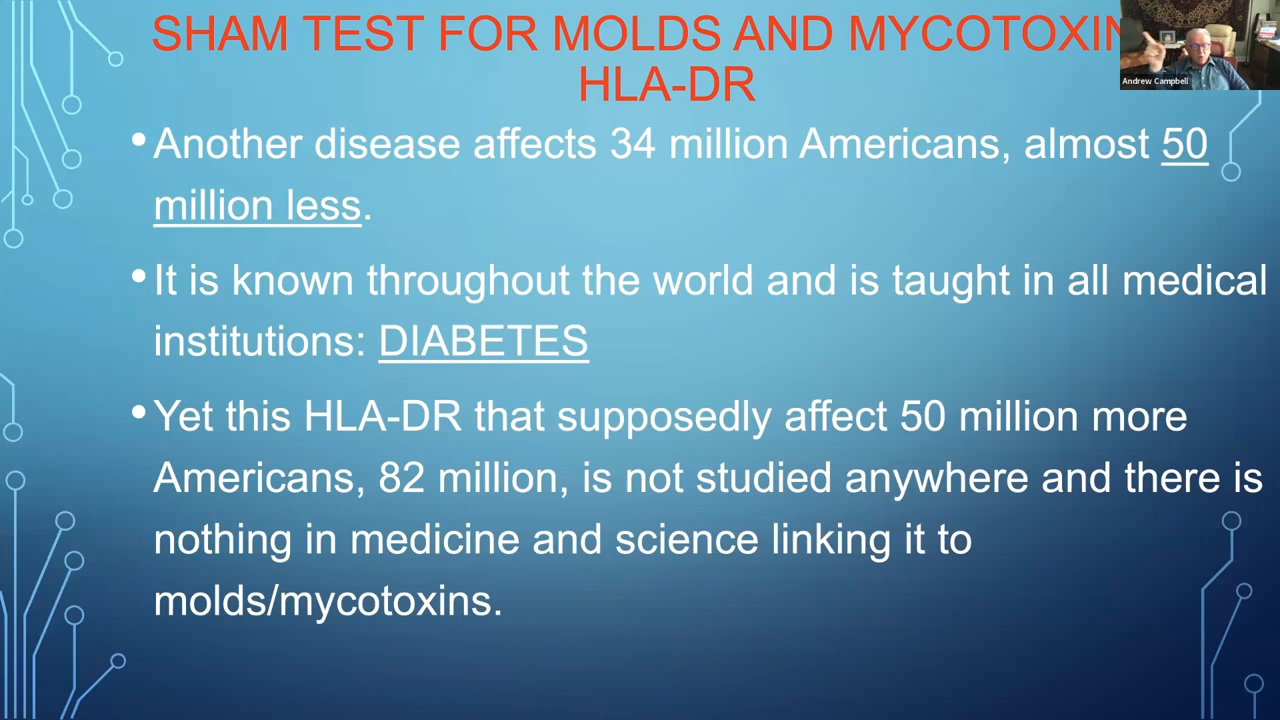 SHAM TEST FOR MOLDS AND
HLA-DR
Andrew Campbell
• Another disease affects 34 million Americans, almost 50
million less.
• It is known throughout the world and is taught in all medical
institutions: DIABETES
• Yet this HLA-DR that supposedly affect 50 million more
Americans, 82 million, is not studied anywhere and there is
nothing in medicine and science linking it to
molds/mycotoxins.